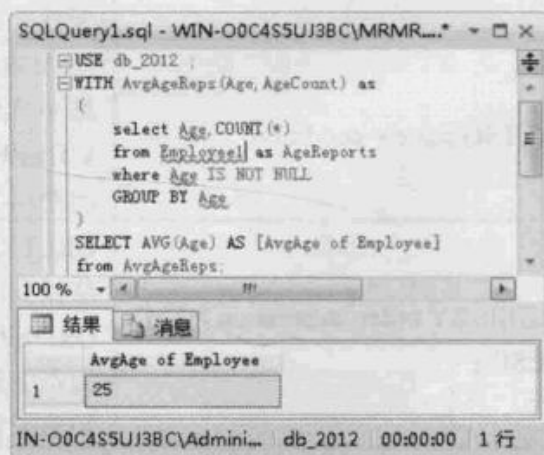 SQLQuery1.sql - WIN-O0C4S5UJ3BC\MRMR....*
USE db_2012 ;
WITH AvgAgeReps(Age,AgeCount) as
(
select Age,COUNT(*)
from Employee1 as AgeReports
where Age IS NOT NULL
GROUP BY Age
)
SELECT AVG(Age) AS [AvgAge of Employee]
from AvgAgeReps;
100 %
结果 消息
AvgAge of Employee
1 25
IN-O0C4S5UJ3BC\Admini... db_2012 00:00:00 1 行